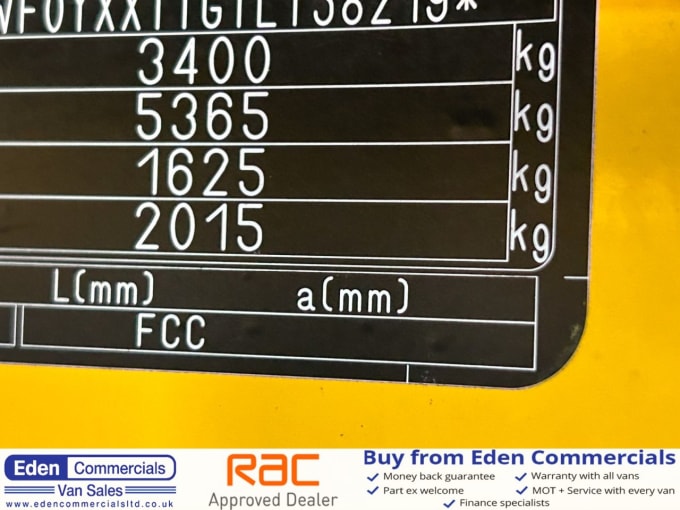 3400 kg
5365 kg
1625 kg
2015 kg
L(mm) a(mm)
FCC
Eden Commercials
Van Sales
www.edencommercialsltd.co.uk
RAC
Approved Dealer
Buy from Eden Commercials
✓ Money back guarantee ✓ Warranty with all vans
✓ Part ex welcome ✓ MOT + Service with every van
✓ Finance specialists